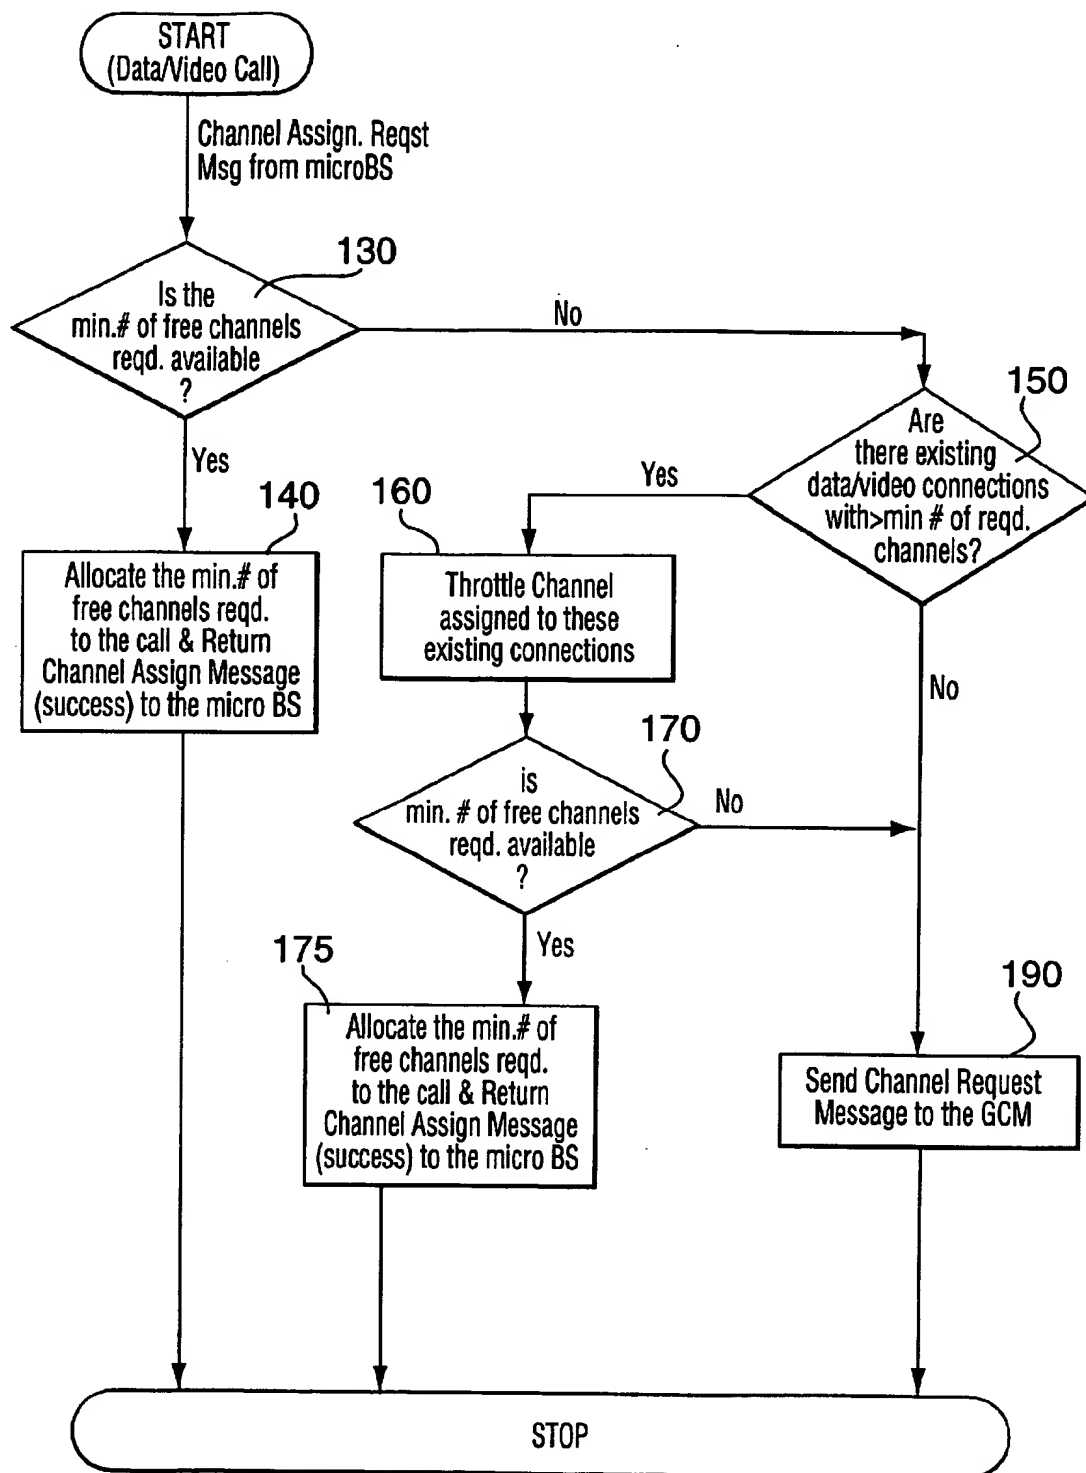 START
(Data/Video Call)
Channel Assign. Reqst
Msg from microBS
130
Is the
min.# of free channels
reqd. available
?
No
Yes
150
Are
there existing
data/video connections
with>min # of reqd.
channels?
Yes
No
140
Allocate the min.# of
free channels reqd.
to the call & Return
Channel Assign Message
(success) to the micro BS
160
Throttle Channel
assigned to these
existing connections
170
is
min. # of free channels
reqd. available
?
No
Yes
175
Allocate the min.# of
free channels reqd.
to the call & Return
Channel Assign Message
(success) to the micro BS
190
Send Channel Request
Message to the GCM
STOP